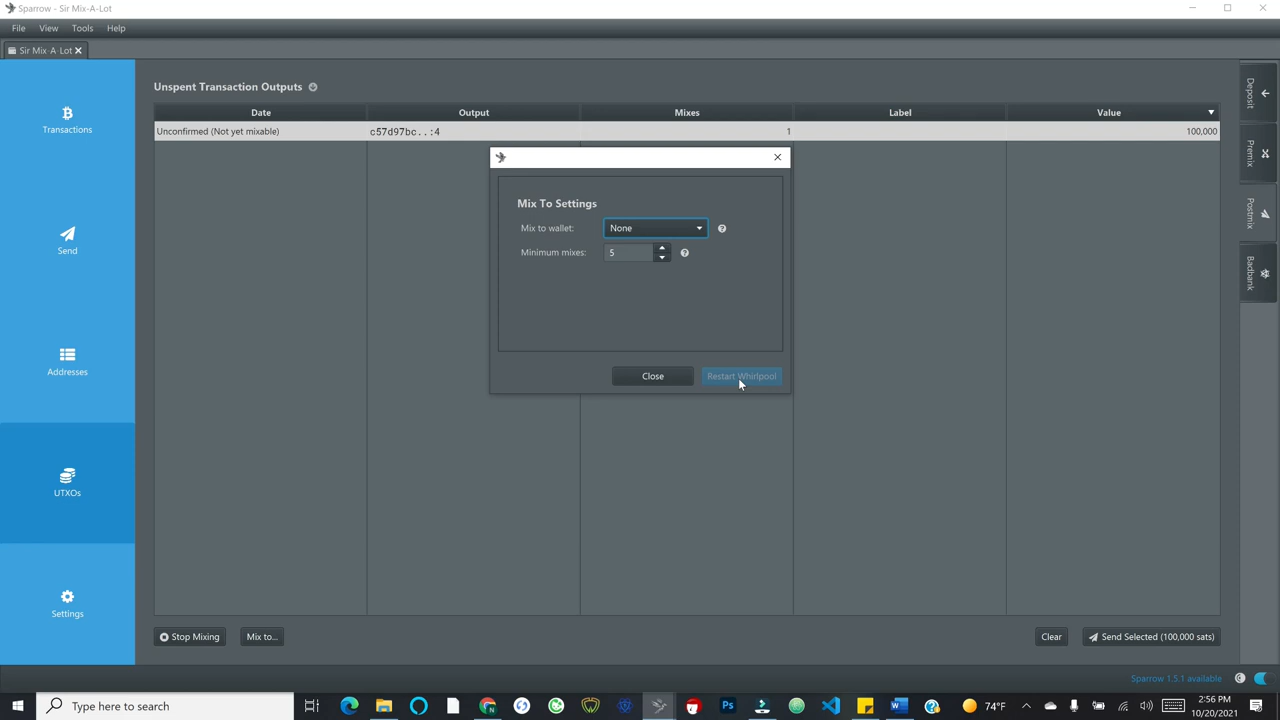 Sparrow - Sir Mix-A-Lot
File View Tools Help
Sir Mix-A-Lot
Transactions
Send
Addresses
UTXOs
Settings
Unspent Transaction Outputs
Date Output Mixes Label Value
Unconfirmed (Not yet mixable) c57d97bc..:4 1 100,000
Mix To Settings
Mix to wallet: None
Minimum mixes: 5
Close Restart Whirlpool
Deposit
Premix
Postmix
Badbank
Stop Mixing Mix to... Clear Send Selected (100,000 sats)
Sparrow 1.5.1 available
Type here to search
74°F
2:56 PM
10/20/2021